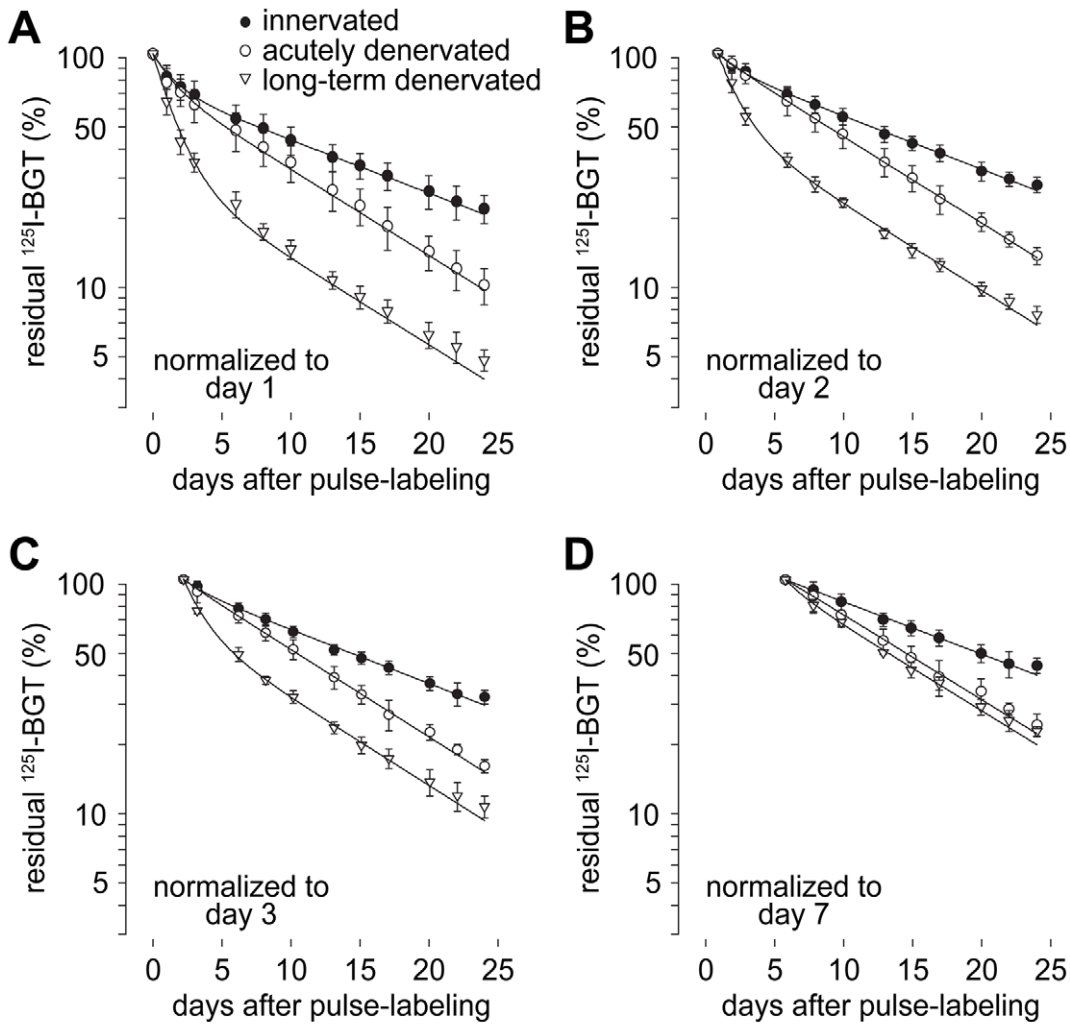 A
innervated
acutely denervated
long-term denervated
100
50
10
5
residual ¹²⁵I-BGT (%)
normalized to
day 1
0 5 10 15 20 25
days after pulse-labeling
B
100
50
10
5
residual ¹²⁵I-BGT (%)
normalized to
day 2
0 5 10 15 20 25
days after pulse-labeling
C
100
50
10
5
residual ¹²⁵I-BGT (%)
normalized to
day 3
0 5 10 15 20 25
days after pulse-labeling
D
100
50
10
5
residual ¹²⁵I-BGT (%)
normalized to
day 7
0 5 10 15 20 25
days after pulse-labeling